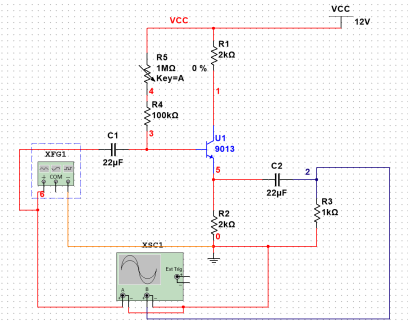 VCC
VCC
12V
R5
1MΩ
Key=A
0 %
R1
2kΩ
4
1
R4
100kΩ
3
C1
22µF
U1
9013
XFG1
COM
6
5
C2
22µF
2
R3
1kΩ
R2
2kΩ
0
XSC1
Ext Trig
A
B